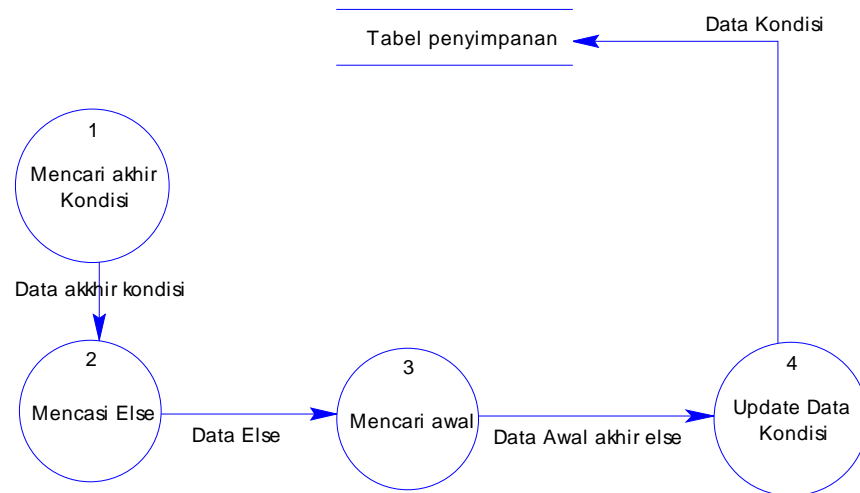 Data Kondisi
Tabel penyimpanan
1
Mencari akhir
Kondisi
Data akkhir kondisi
2
Mencasi Else
Data Else
3
Mencari awal
Data Awal akhir else
4
Update Data
Kondisi